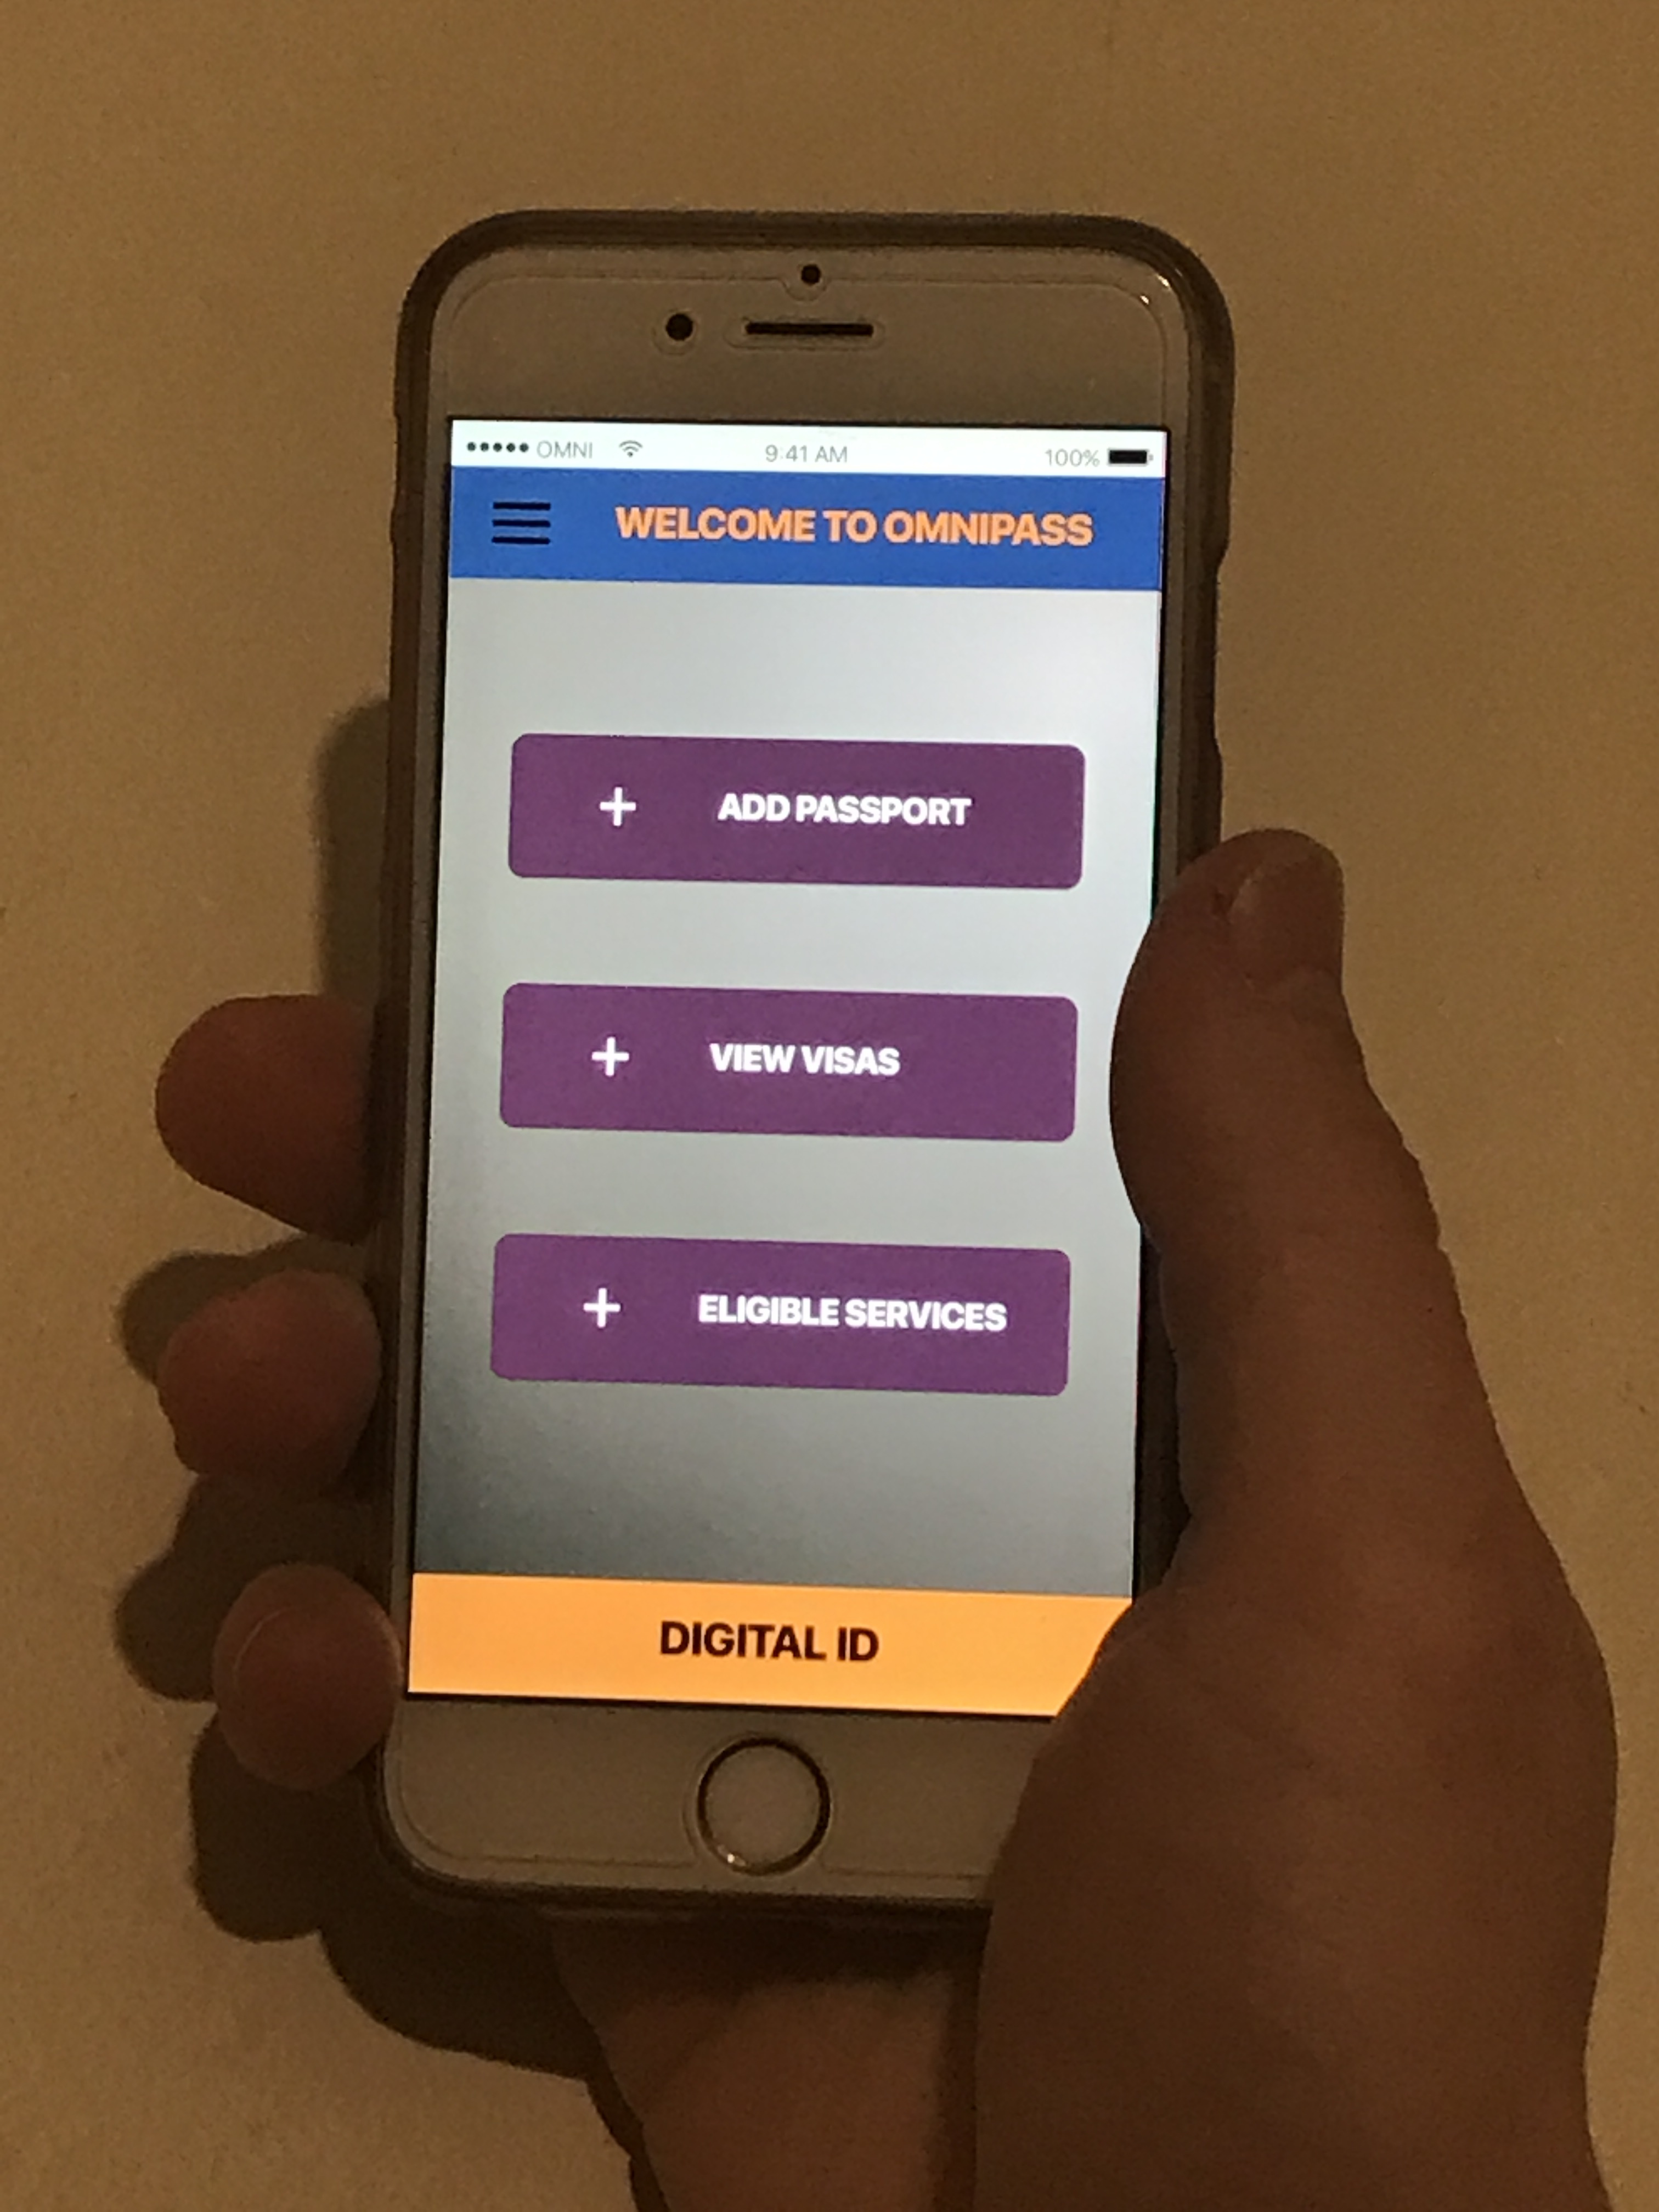 OMNI 9:41 AM 100%
WELCOME TO OMNIPASS
+ ADD PASSPORT
+ VIEW VISAS
+ ELIGIBLE SERVICES
DIGITAL ID